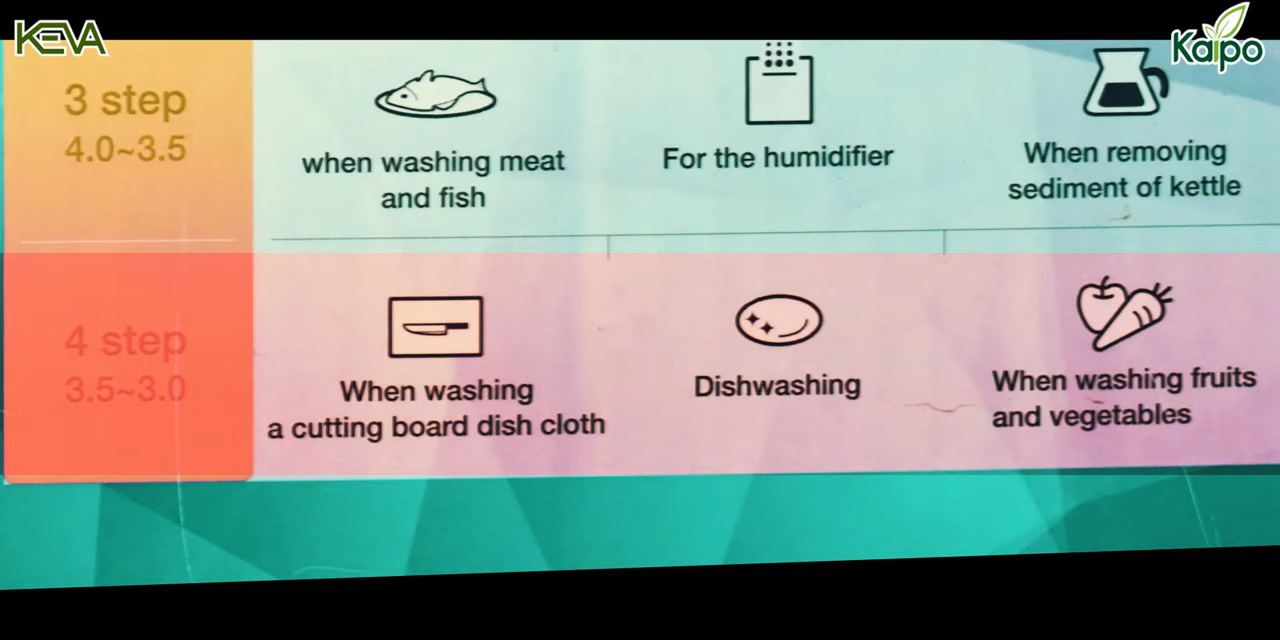 KEVA
Kaipo
3 step
4.0~3.5
when washing meat
and fish
For the humidifier
When removing
sediment of kettle
4 step
3.5~3.0
When washing
a cutting board dish cloth
Dishwashing
When washing fruits
and vegetables